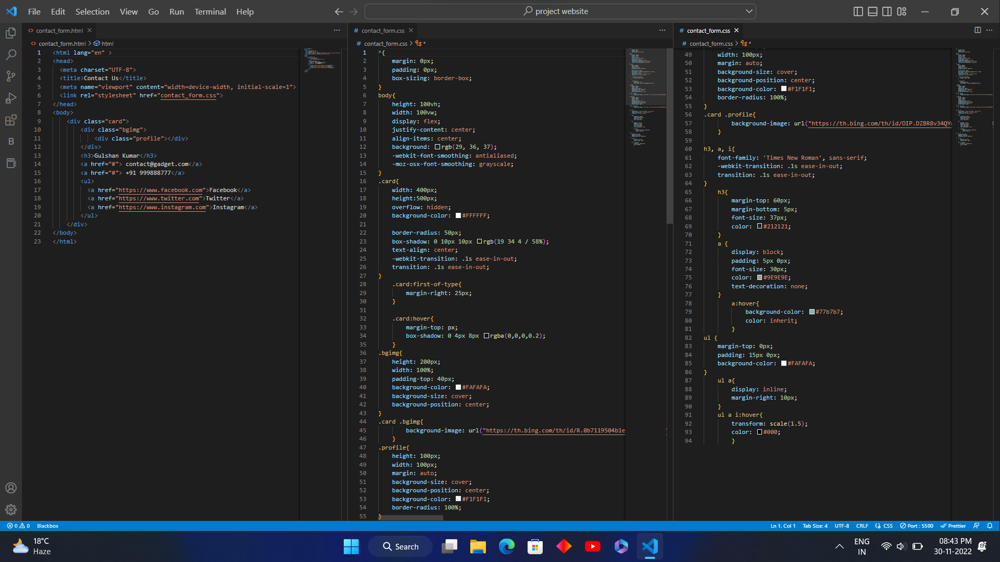 File Edit Selection View Go Run Terminal Help
project website
contact_form.html
contact_form.html > html
1 <html lang="en" >
2 <head>
3 <meta charset="UTF-8">
4 <title>Contact Us</title>
5 <meta name="viewport" content="width=device-width, initial-scale=1">
6 <link rel="stylesheet" href="contact_form.css">
7 </head>
8 <body>
9 <div class="card">
10 <div class="bgimg">
11 <div class="profile"></div>
12 </div>
13 <h3>Gulshan Kumar</h3>
14 <a href="#"> contact@gadget.com</a>
15 <a href="#"> +91 999888777</a>
16 <ul>
17 <a href="https://www.facebook.com">Facebook</a>
18 <a href="https://www.twitter.com">Twitter</a>
19 <a href="https://www.instagram.com">Instagram</a>
20 </ul>
21 </div>
22 </body>
23 </html>
# contact_form.css
# contact_form.css > *
1 *{
2 margin: 0px;
3 padding: 0px;
4 box-sizing: border-box;
5 }
6 body{
7 height: 100vh;
8 width: 100vw;
9 display: flex;
10 justify-content: center;
11 align-items: center;
12 background: rgb(29, 36, 37);
13 -webkit-font-smoothing: antialiased;
14 -moz-osx-font-smoothing: grayscale;
15 }
16 .card{
17 width: 400px;
18 height:500px;
19 overflow: hidden;
20 background-color: #FFFFFF;
21
22 border-radius: 50px;
23 box-shadow: 0 10px 10px rgb(19 34 4 / 58%);
24 text-align: center;
25 -webkit-transition: .1s ease-in-out;
26 transition: .1s ease-in-out;
27 }
28 .card:first-of-type{
29 margin-right: 25px;
30 }
31
32 .card:hover{
33 margin-top: px;
34 box-shadow: 0 4px 8px rgba(0,0,0,0.2);
35 }
36 .bgimg{
37 height: 200px;
38 width: 100%;
39 padding-top: 40px;
40 background-color: #FAFAFA;
41 background-size: cover;
42 background-position: center;
43 }
44 .card .bgimg{
45 background-image: url("https://th.bing.com/th/id/R.0b7119504b1e
46 }
47 .profile{
48 height: 100px;
49 width: 100px;
50 margin: auto;
51 background-size: cover;
52 background-position: center;
53 background-color: #F1F1F1;
54 border-radius: 100%;
55 }
# contact_form.css
# contact_form.css > *
49 width: 100px;
50 margin: auto;
51 background-size: cover;
52 background-position: center;
53 background-color: #F1F1F1;
54 border-radius: 100%;
55 }
56 .card .profile{
57 background-image: url("https://th.bing.com/th/id/OIP.DZBR8v34QY
58 }
59
60 h3, a, i{
61 font-family: 'Times New Roman', sans-serif;
62 -webkit-transition: .1s ease-in-out;
63 transition: .1s ease-in-out;
64 }
65 h3{
66 margin-top: 60px;
67 margin-bottom: 5px;
68 font-size: 37px;
69 color: #212121;
70 }
71 a {
72 display: block;
73 padding: 5px 0px;
74 font-size: 30px;
75 color: #9E9E9E;
76 text-decoration: none;
77 }
78 a:hover{
79 background-color: #77b7b7;
80 color: inherit;
81 }
82 ul {
83 margin-top: 0px;
84 padding: 15px 0px;
85 background-color: #FAFAFA;
86 }
87 ul a{
88 display: inline;
89 margin-right: 10px;
90 }
91 ul a i:hover{
92 transform: scale(1.5);
93 color: #000;
94 }
0 0 Blackbox
Ln 1, Col 1 Tab Size: 4 UTF-8 CRLF {} CSS Port : 5500 Prettier
18°C
Haze
Search
ENG
IN
08:43 PM
30-11-2022